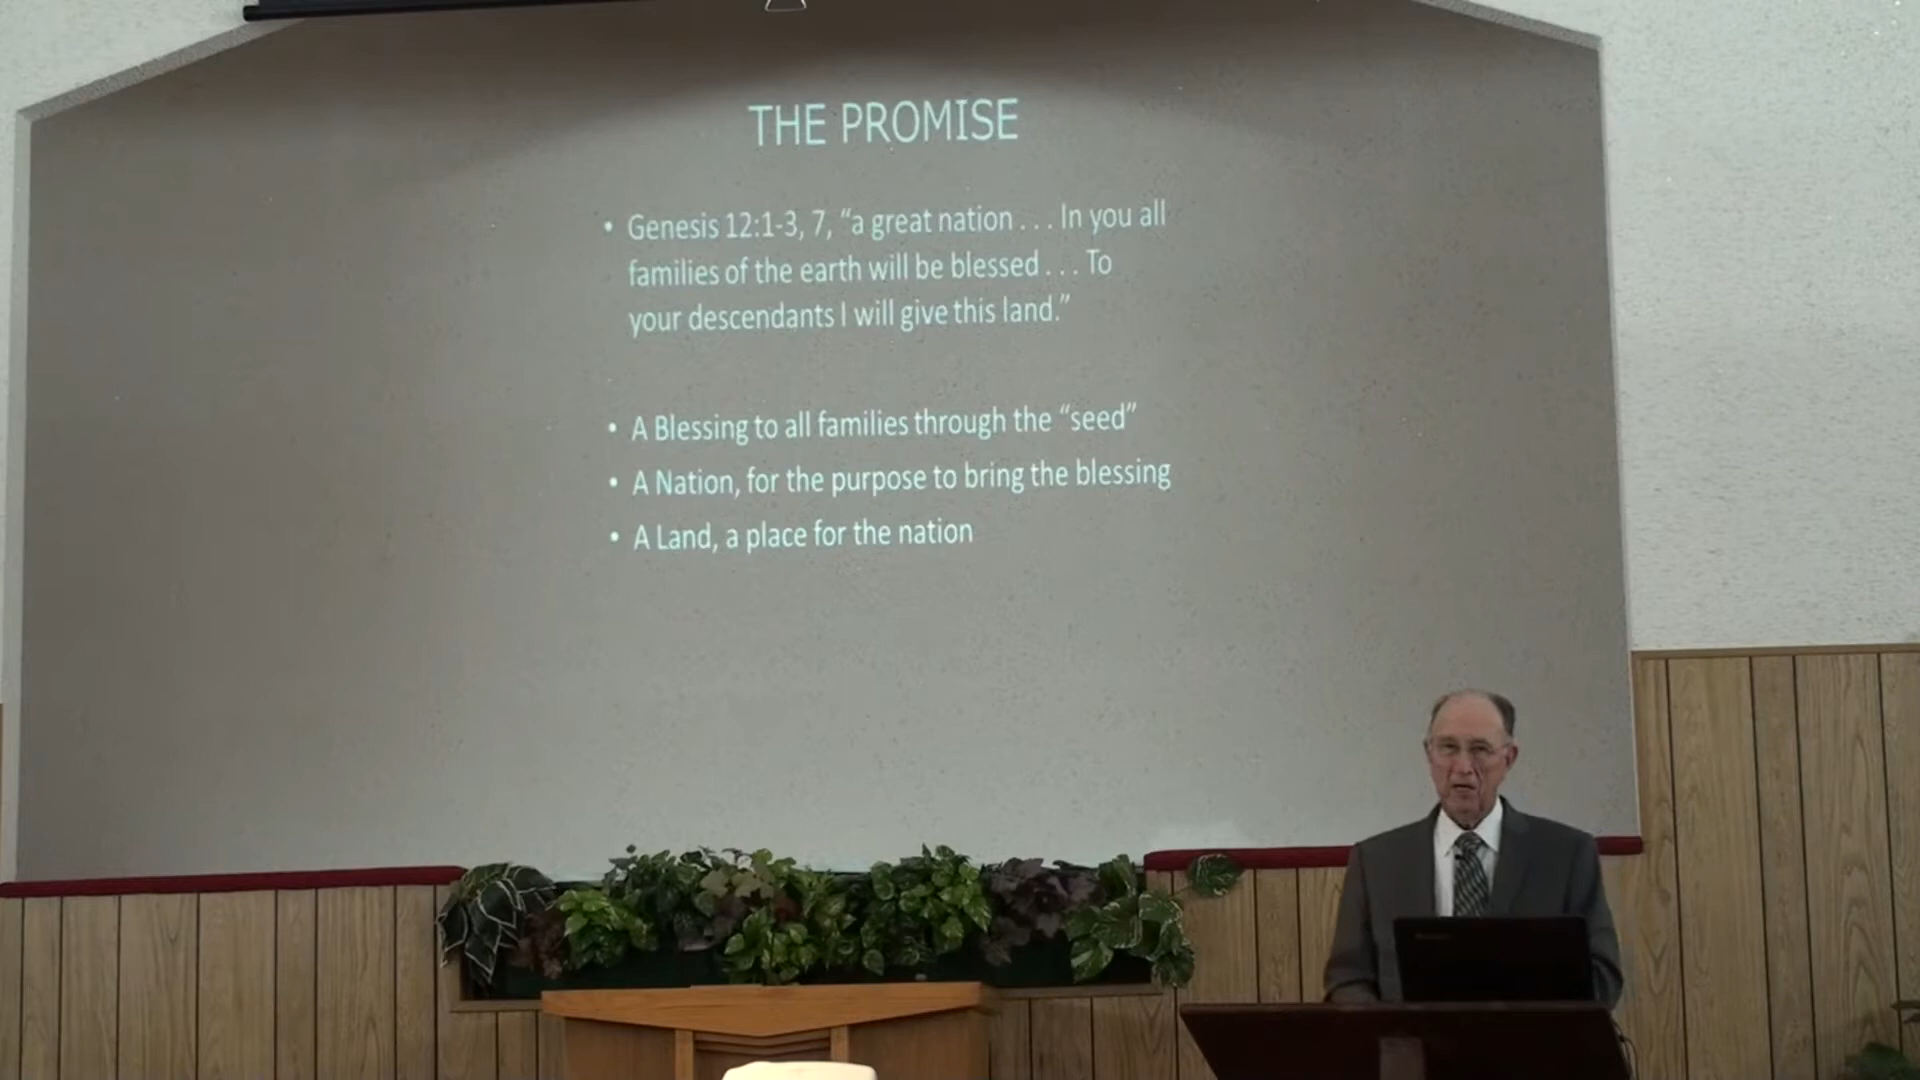 THE PROMISE
• Genesis 12:1-3, 7, “a great nation . . . In you all
families of the earth will be blessed . . . To
your descendants I will give this land.”
• A Blessing to all families through the “seed”
• A Nation, for the purpose to bring the blessing
• A Land, a place for the nation